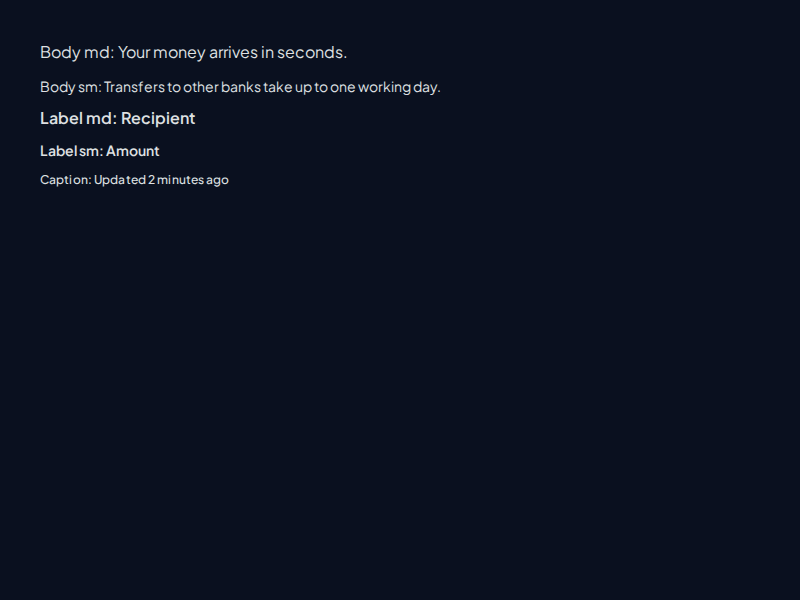 Body md: Your money arrives in seconds.
Body sm: Transfers to other banks take up to one working day.
Label md: Recipient
Label sm: Amount
Caption: Updated 2 minutes ago